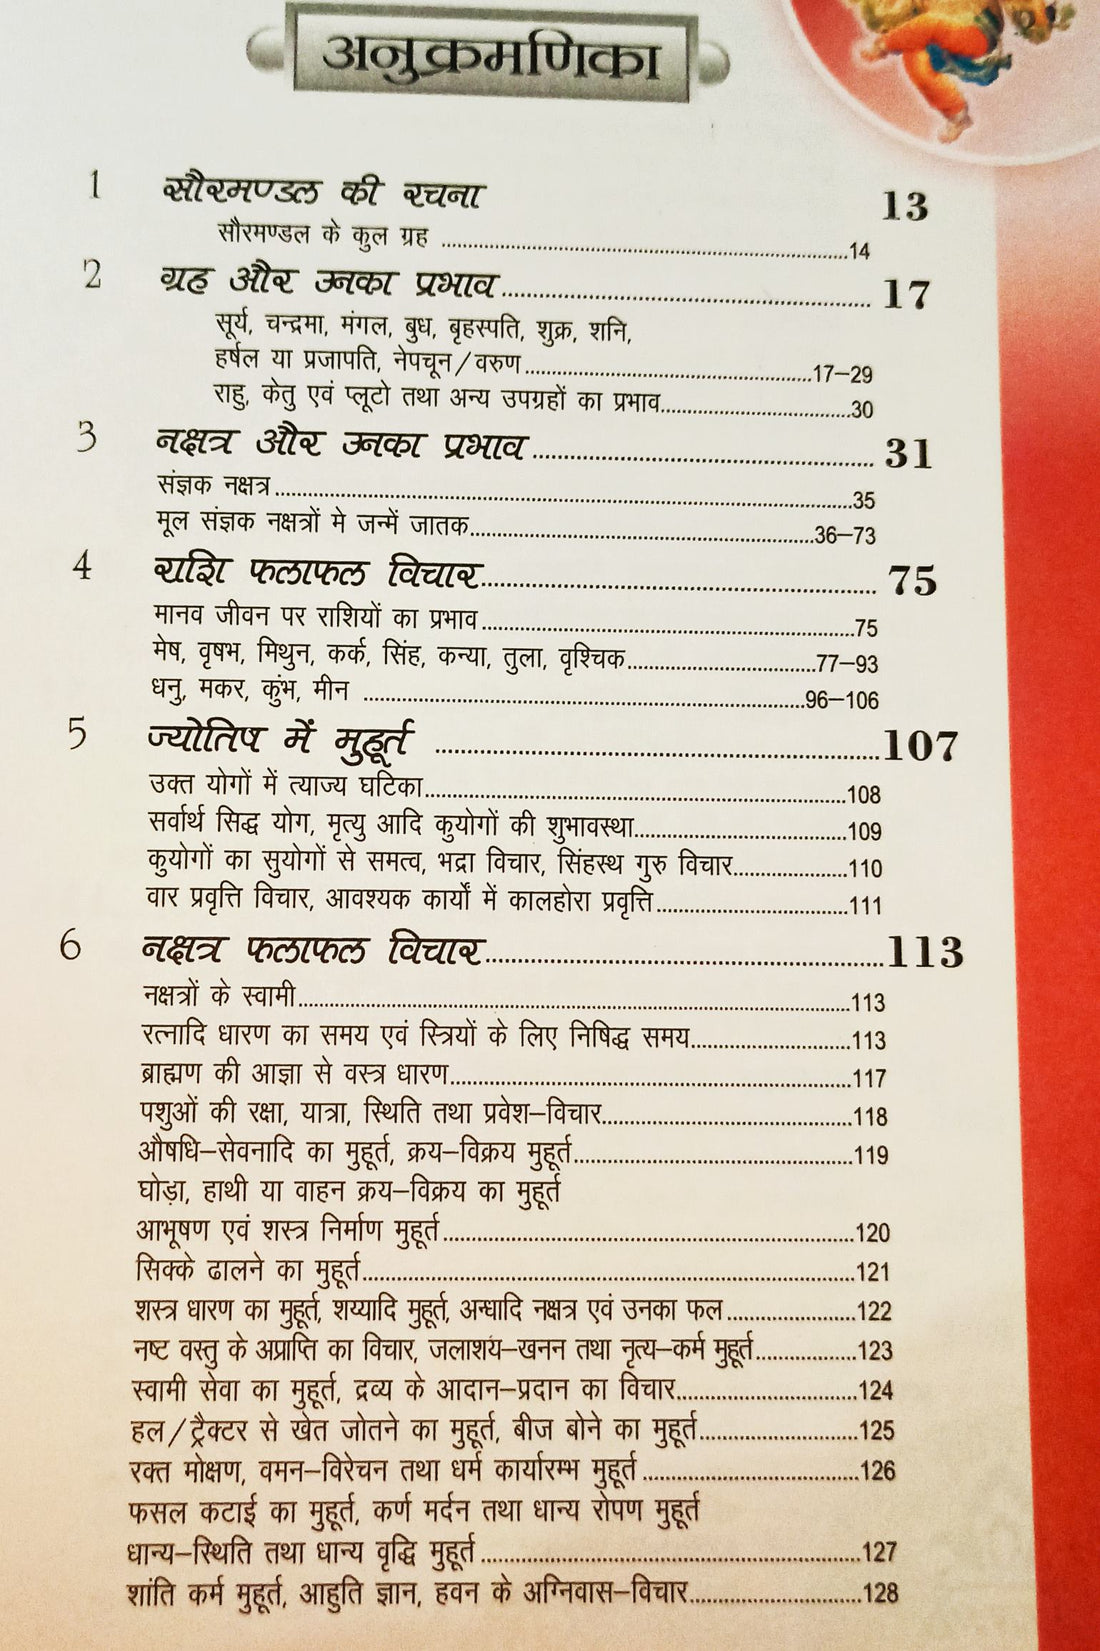 अनुक्रमणिका
1 सौरमण्डल की रचना 13
सौरमण्डल के कुल ग्रह ........................................14
2 ग्रह और उनका प्रभाव........................................ 17
सूर्य, चन्द्रमा, मंगल, बुध, बृहस्पति, शुक्र, शनि,
हर्षल या प्रजापति, नेपचून/वरुण........................................17–29
राहु, केतु एवं प्लूटो तथा अन्य उपग्रहों का प्रभाव..............................30
3 नक्षत्र और उनका प्रभाव........................................ 31
संज्ञक नक्षत्र........................................35
मूल संज्ञक नक्षत्रों मे जन्में जातक........................................36–73
4 राशि फलाफल विचार........................................ 75
मानव जीवन पर राशियों का प्रभाव........................................75
मेष, वृषभ, मिथुन, कर्क, सिंह, कन्या, तुला, वृश्चिक..............................77–93
धनु, मकर, कुंभ, मीन ........................................96–106
5 ज्योतिष में मुहूर्त ........................................107
उक्त योगों में त्याज्य घटिका........................................108
सर्वार्थ सिद्ध योग, मृत्यु आदि कुयोगों की शुभावस्था..............................109
कुयोगों का सुयोगों से समत्व, भद्रा विचार, सिंहस्थ गुरु विचार....................110
वार प्रवृत्ति विचार, आवश्यक कार्यों में कालहोरा प्रवृत्ति..............................111
6 नक्षत्र फलाफल विचार........................................113
नक्षत्रों के स्वामी........................................113
रत्नादि धारण का समय एवं स्त्रियों के लिए निषिद्ध समय.........................113
ब्राह्मण की आज्ञा से वस्त्र धारण........................................117
पशुओं की रक्षा, यात्रा, स्थिति तथा प्रवेश–विचार........................................118
औषधि–सेवनादि का मुहूर्त, क्रय–विक्रय मुहूर्त........................................119
घोड़ा, हाथी या वाहन क्रय–विक्रय का मुहूर्त
आभूषण एवं शस्त्र निर्माण मुहूर्त........................................120
सिक्के ढालने का मुहूर्त........................................121
शस्त्र धारण का मुहूर्त, शय्यादि मुहूर्त, अन्धादि नक्षत्र एवं उनका फल....................122
नष्ट वस्तु के अप्राप्ति का विचार, जलाशय–खनन तथा नृत्य–कर्म मुहूर्त...............123
स्वामी सेवा का मुहूर्त, द्रव्य के आदान–प्रदान का विचार..............................124
हल/ट्रैक्टर से खेत जोतने का मुहूर्त, बीज बोने का मुहूर्त.........................125
रक्त मोक्षण, वमन–विरेचन तथा धर्म कार्यारम्भ मुहूर्त..............................126
फसल कटाई का मुहूर्त, कर्ण मर्दन तथा धान्य रोपण मुहूर्त
धान्य–स्थिति तथा धान्य वृद्धि मुहूर्त........................................127
शांति कर्म मुहूर्त, आहुति ज्ञान, हवन के अग्निवास–विचार.........................128